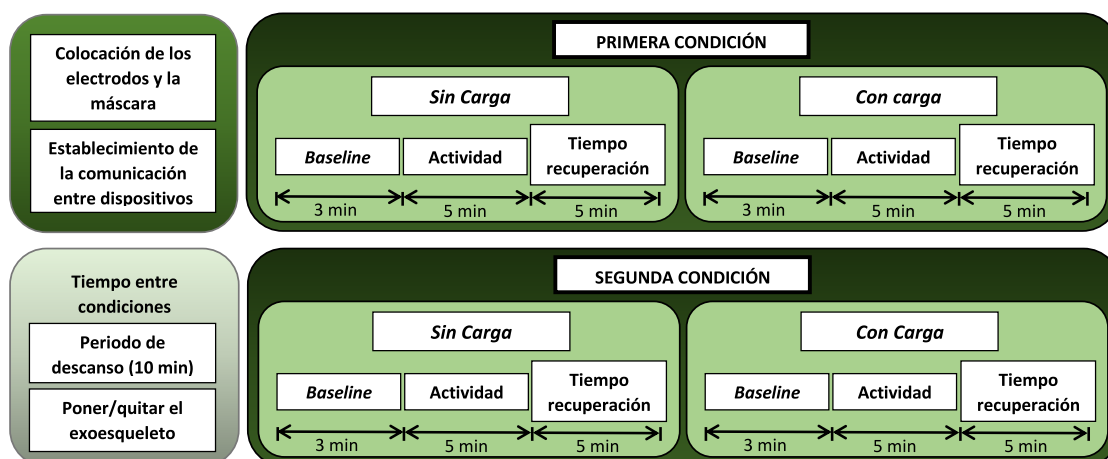 Colocación de los
electrodos y la
máscara
Establecimiento de
la comunicación
entre dispositivos
PRIMERA CONDICIÓN
Sin Carga
Baseline
Actividad
Tiempo
recuperación
3 min
5 min
5 min
Con carga
Baseline
Actividad
Tiempo
recuperación
3 min
5 min
5 min
Tiempo entre
condiciones
Periodo de
descanso (10 min)
Poner/quitar el
exoesqueleto
SEGUNDA CONDICIÓN
Sin Carga
Baseline
Actividad
Tiempo
recuperación
3 min
5 min
5 min
Con Carga
Baseline
Actividad
Tiempo
recuperación
3 min
5 min
5 min